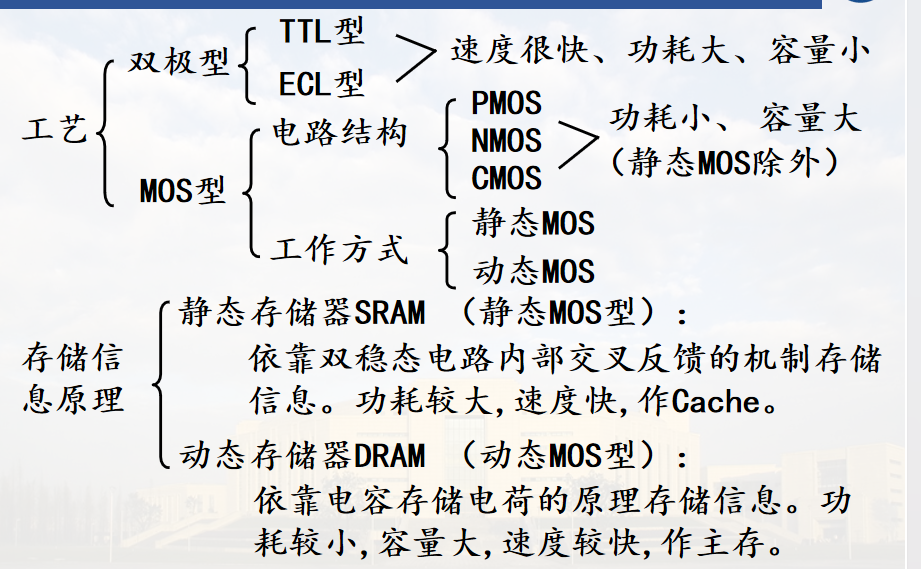 TTL型
双极型
ECL型
速度很快、功耗大、容量小
工艺
电路结构
PMOS
NMOS
CMOS
功耗小、容量大
(静态MOS除外)
MOS型
工作方式
静态MOS
动态MOS
存储信
息原理
静态存储器SRAM (静态MOS型):
依靠双稳态电路内部交叉反馈的机制存储
信息。功耗较大,速度快,作Cache。
动态存储器DRAM (动态MOS型):
依靠电容存储电荷的原理存储信息。功
耗较小,容量大,速度较快,作主存。